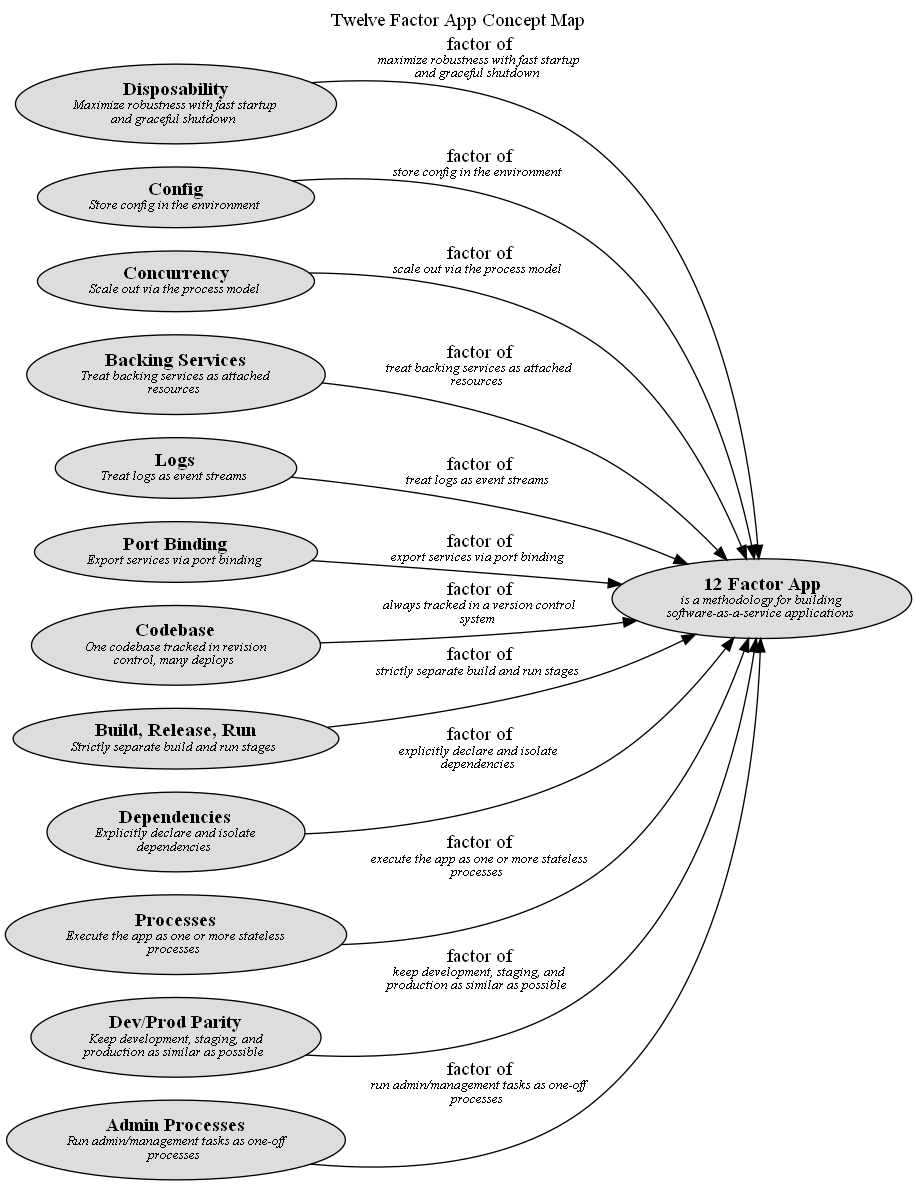 Twelve Factor App Concept Map
factor of
maximize robustness with fast startup
and graceful shutdown
Disposability
Maximize robustness with fast startup
and graceful shutdown
factor of
store config in the environment
Config
Store config in the environment
factor of
scale out via the process model
Concurrency
Scale out via the process model
factor of
treat backing services as attached
resources
Backing Services
Treat backing services as attached
resources
factor of
treat logs as event streams
Logs
Treat logs as event streams
factor of
export services via port binding
Port Binding
Export services via port binding
factor of
always tracked in a version control
system
12 Factor App
is a methodology for building
software-as-a-service applications
Codebase
One codebase tracked in revision
control, many deploys
factor of
strictly separate build and run stages
Build, Release, Run
Strictly separate build and run stages
factor of
explicitly declare and isolate
dependencies
Dependencies
Explicitly declare and isolate
dependencies
factor of
execute the app as one or more stateless
processes
Processes
Execute the app as one or more stateless
processes
factor of
keep development, staging, and
production as similar as possible
Dev/Prod Parity
Keep development, staging, and
production as similar as possible
factor of
run admin/management tasks as one-off
processes
Admin Processes
Run admin/management tasks as one-off
processes